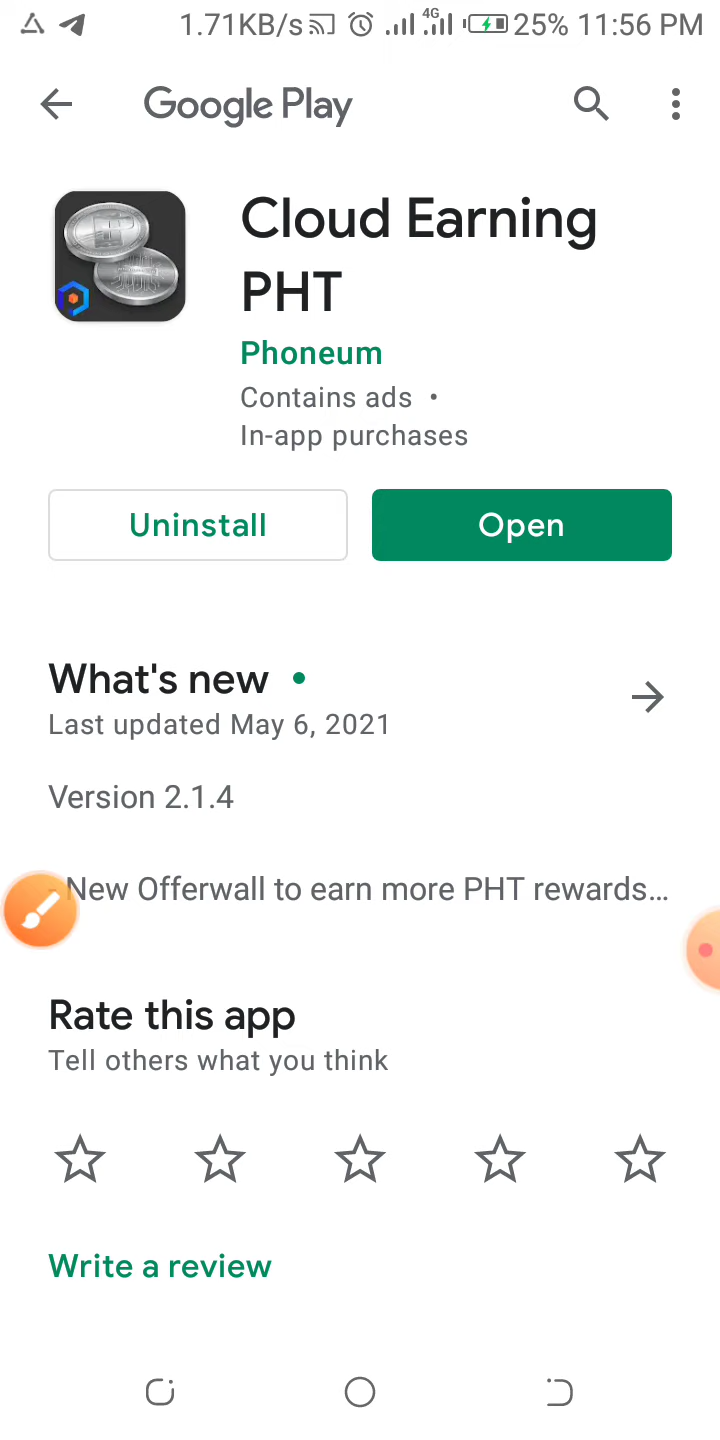 1.71KB/s 4G 25% 11:56 PM
Google Play
Cloud Earning
PHT
Phoneum
Contains ads •
In-app purchases
Uninstall
Open
What's new •
Last updated May 6, 2021
Version 2.1.4
- New Offerwall to earn more PHT rewards...
Rate this app
Tell others what you think
Write a review